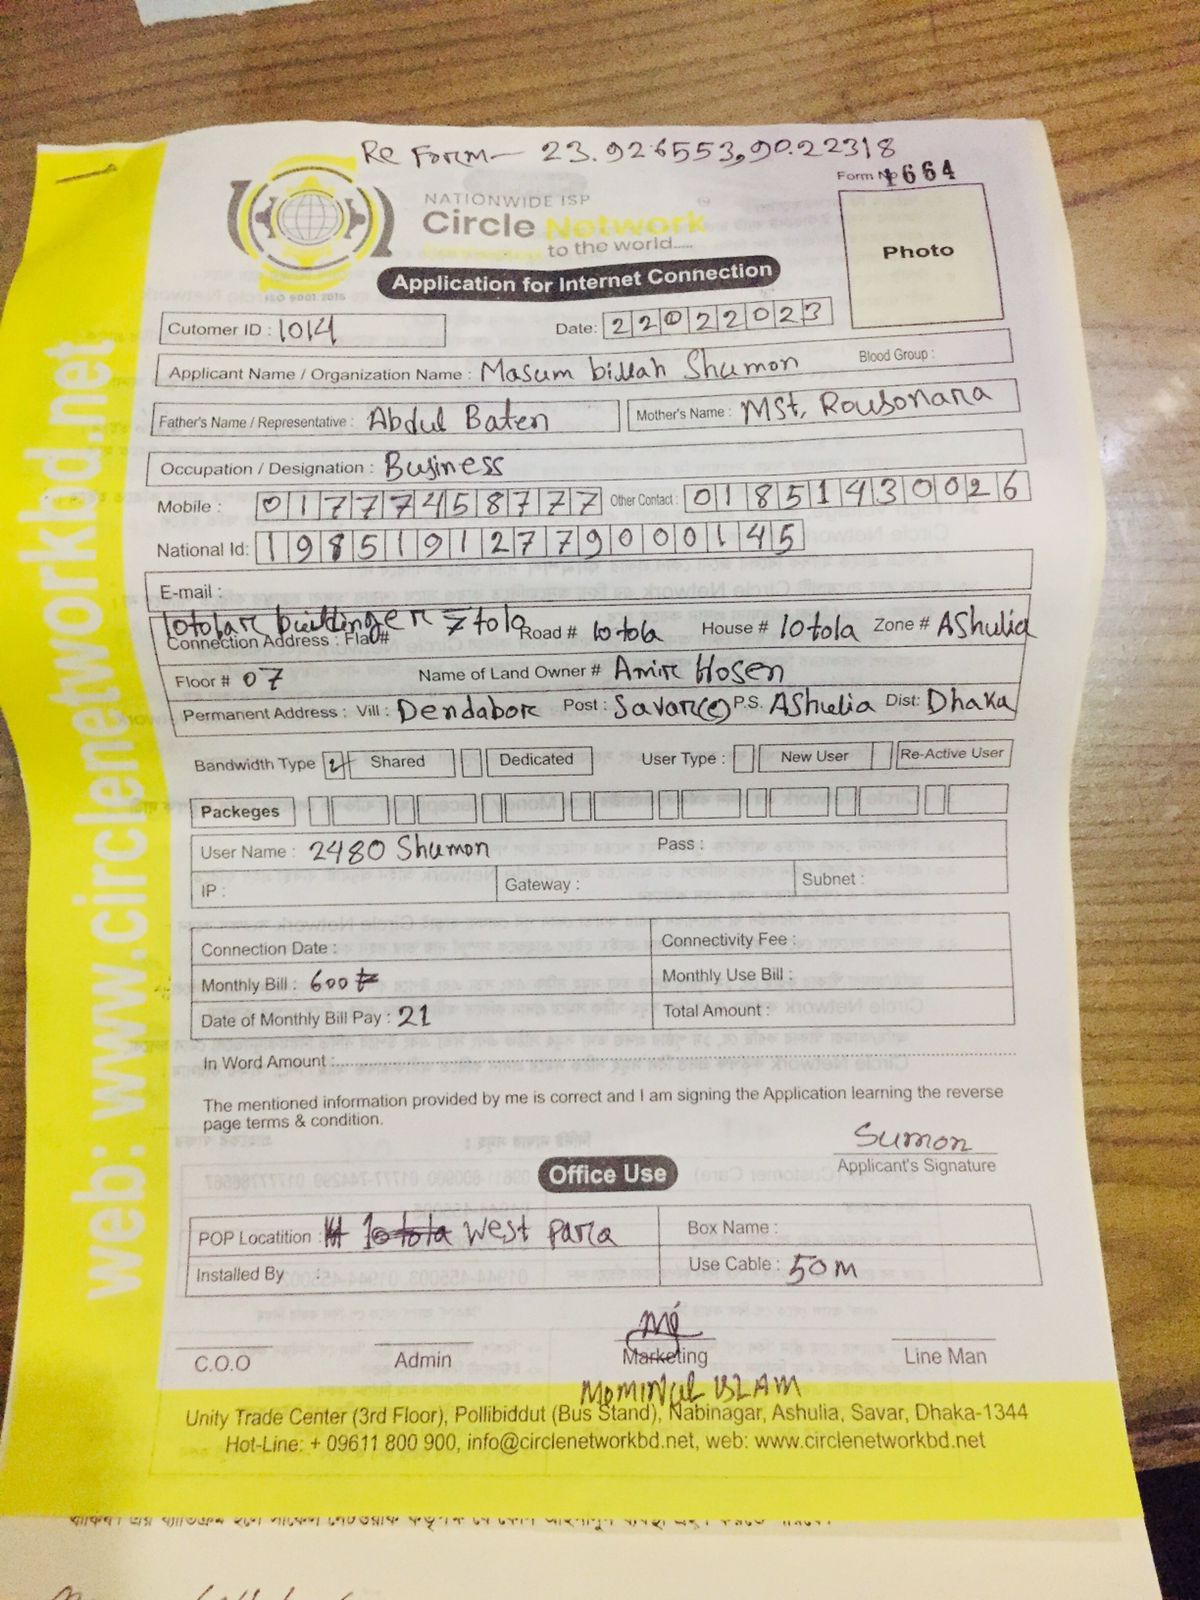 Re Form- 23.926553,90.22318
Form No 1664
NATIONWIDE ISP
Circle Network
to the world.....
ISO 9001:2015
Photo
Application for Internet Connection
Cutomer ID : 1014 Date: 22022023
Applicant Name / Organization Name : Masum billah Shumon Blood Group :
Father's Name / Representative : Abdul Baten Mother's Name : MSt, Rousonara
Occupation / Designation : Business
Mobile : 01777458777 Other Contact : 01851430026
National Id: 19851912779000145
E-mail :
10tolar buildinger 7tola
Connection Address : Flat# Road # 10tola House # 10tola Zone # AShulia
Floor # 07 Name of Land Owner # Amir Hosen
Permanent Address : Vill : Dendabor Post : Savar(c) P.S. AShulia Dist: Dhaka
Bandwidth Type Shared Dedicated User Type : New User Re-Active User
Packeges
User Name : 2480 Shumon Pass :
IP : Gateway : Subnet :
Connection Date : Connectivity Fee :
Monthly Bill : 600 Monthly Use Bill :
Date of Monthly Bill Pay : 21 Total Amount :
In Word Amount :
The mentioned information provided by me is correct and I am signing the Application learning the reverse
page terms & condition.
Sumon
Applicant's Signature
Office Use
POP Locatition : 10tola West para Box Name :
Installed By : Use Cable : 50m
C.O.O Admin Marketing Line Man
MominUl ISLAM
Unity Trade Center (3rd Floor), Pollibiddut (Bus Stand), Nabinagar, Ashulia, Savar, Dhaka-1344
Hot-Line: + 09611 800 900, info@circlenetworkbd.net, web: www.circlenetworkbd.net
web: www.circlenetworkbd.net